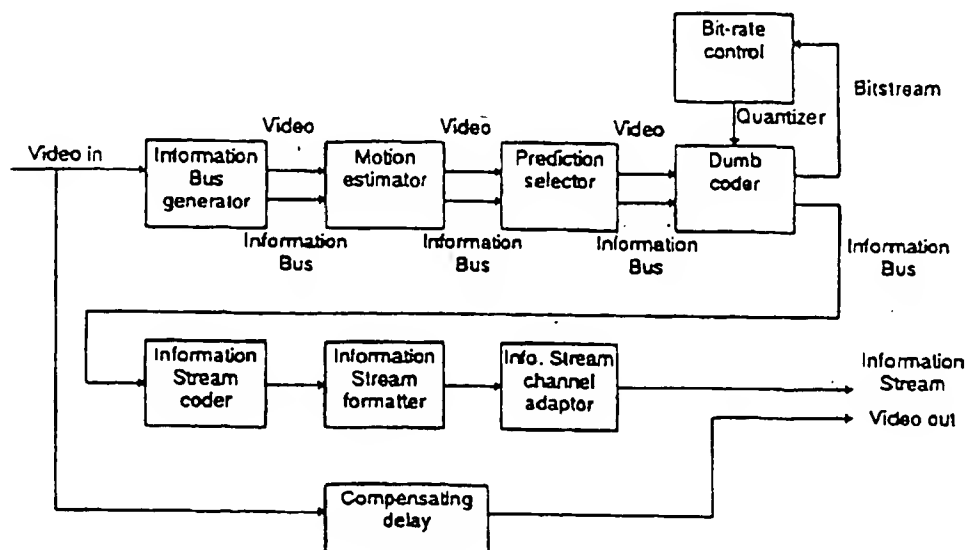 Bit-rate
control
Bitstream
Quantizer
Video
Video
Video
Video in
Information
Bus
generator
Motion
estimator
Prediction
selector
Dumb
coder
Information
Bus
Information
Bus
Information
Bus
Information
Bus
Information
Stream
coder
Information
Stream
formatter
Info. Stream
channel
adaptor
Information
Stream
Video out
Compensating
delay